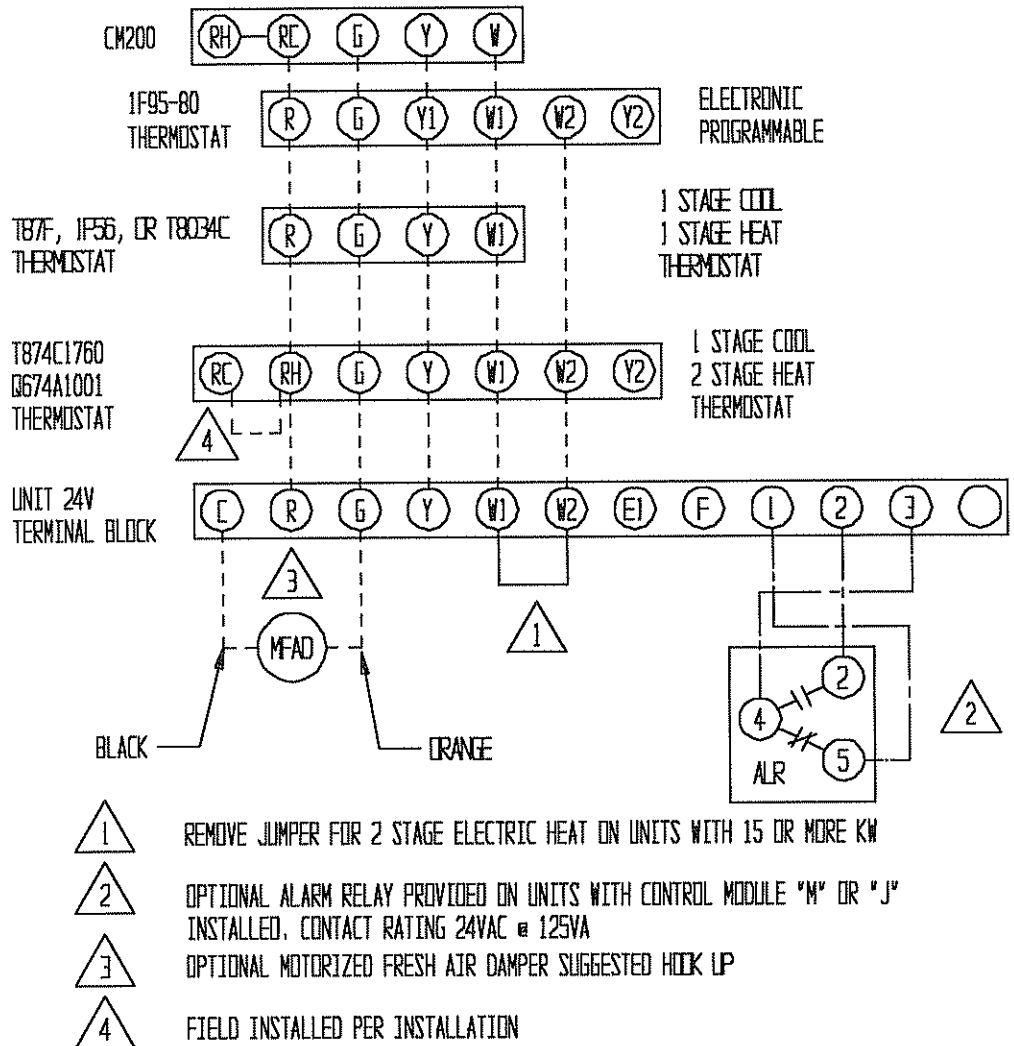 CM200 RH RC G Y W
1F95-80
THERMOSTAT
R G Y1 W1 W2 Y2
ELECTRONIC
PROGRAMMABLE
T87F, 1F56, OR T8034C
THERMOSTAT
R G Y W1
1 STAGE COOL
1 STAGE HEAT
THERMOSTAT
T874C1760
Q674A1001
THERMOSTAT
RC RH G Y W1 W2 Y2
1 STAGE COOL
2 STAGE HEAT
THERMOSTAT
4
UNIT 24V
TERMINAL BLOCK
C R G Y W1 W2 E1 F 1 2 3
3
MFAD
1
2
4
5
ALR
2
BLACK
ORANGE
1 REMOVE JUMPER FOR 2 STAGE ELECTRIC HEAT ON UNITS WITH 15 OR MORE KW
2 OPTIONAL ALARM RELAY PROVIDED ON UNITS WITH CONTROL MODULE "M" OR "J"
INSTALLED. CONTACT RATING 24VAC @ 125VA
3 OPTIONAL MOTORIZED FRESH AIR DAMPER SUGGESTED HOOK UP
4 FIELD INSTALLED PER INSTALLATION